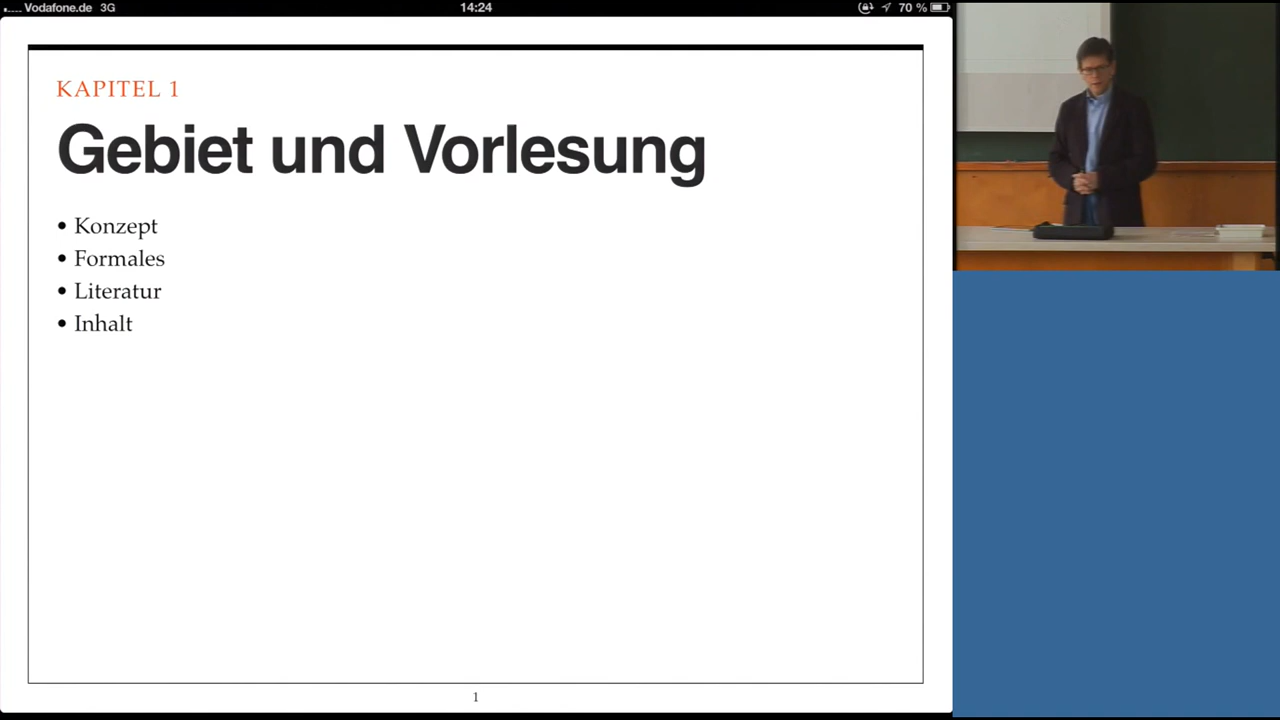 Vodafone.de 3G 14:24 70 %
KAPITEL 1
Gebiet und Vorlesung
• Konzept
• Formales
• Literatur
• Inhalt
1